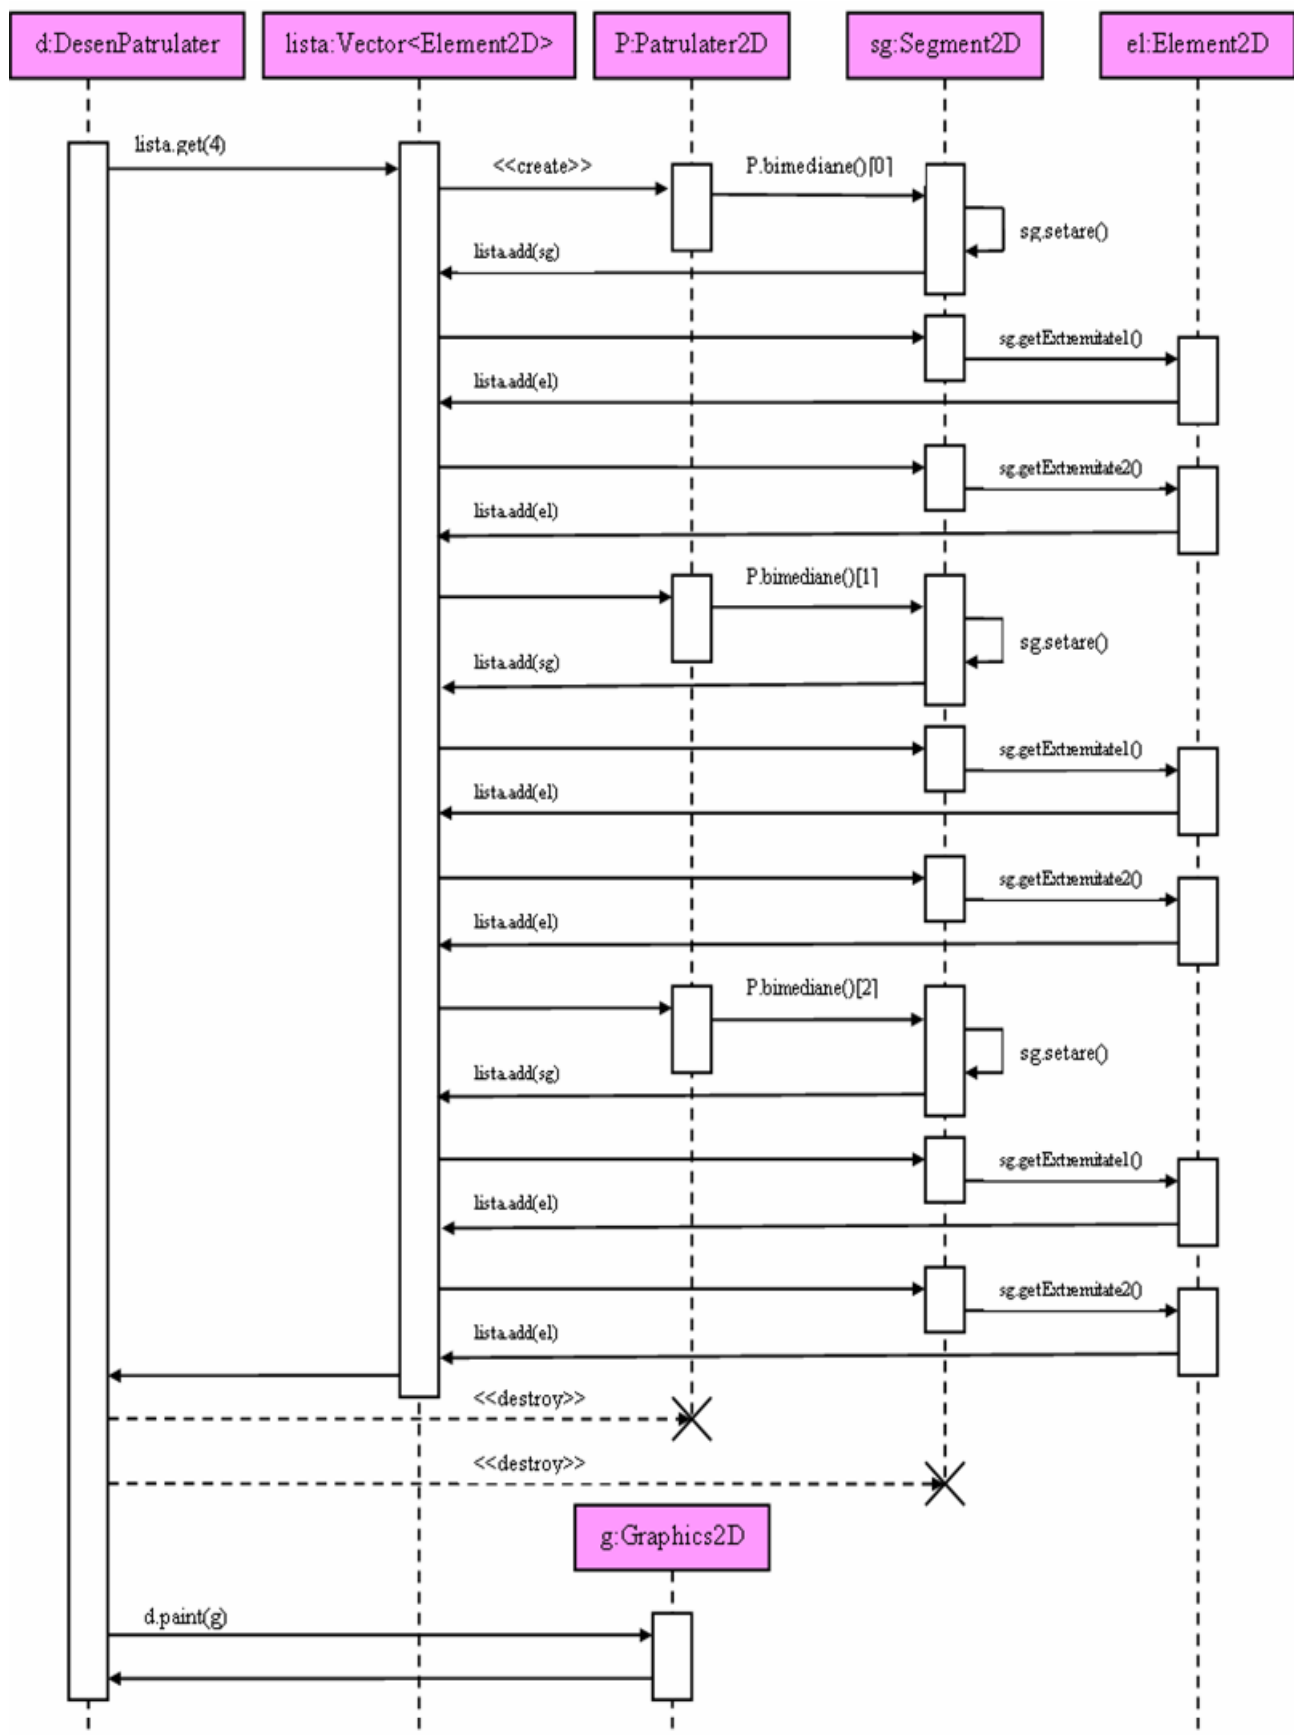 d:DesenPatrulater
lista:Vector<Element2D>
P:Patrulater2D
sg:Segment2D
el:Element2D
lista.get(4)
<<create>>
P.bimediane()[0]
sg.setare()
lista.add(sg)
sg.getExtremitate1()
lista.add(el)
sg.getExtremitate2()
lista.add(el)
P.bimediane()[1]
sg.setare()
lista.add(sg)
sg.getExtremitate1()
lista.add(el)
sg.getExtremitate2()
lista.add(el)
P.bimediane()[2]
sg.setare()
lista.add(sg)
sg.getExtremitate1()
lista.add(el)
sg.getExtremitate2()
lista.add(el)
<<destroy>>
<<destroy>>
g:Graphics2D
d.paint(g)